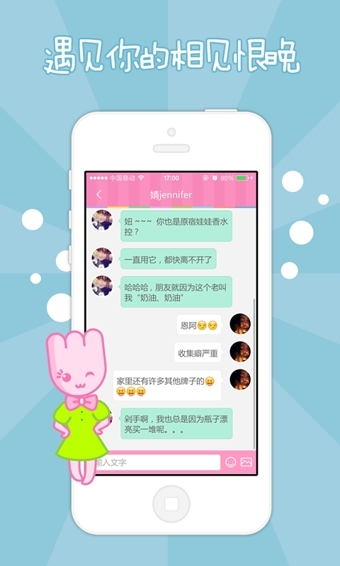 遇见你的相见恨晚
中国移动
17:00
80%
婧jennifer
妞 ~ ~ ~ 你也是原宿娃娃香水
控？
一直用它，都快离不开了
哈哈哈，朋友就因为这个老叫
我“奶油、奶油”
恩阿😏😏
收集癖严重
家里还有许多其他牌子的😝
😝😝😝
剁手啊，我也总是因为瓶子漂
亮买一堆呢。。。
输入文字